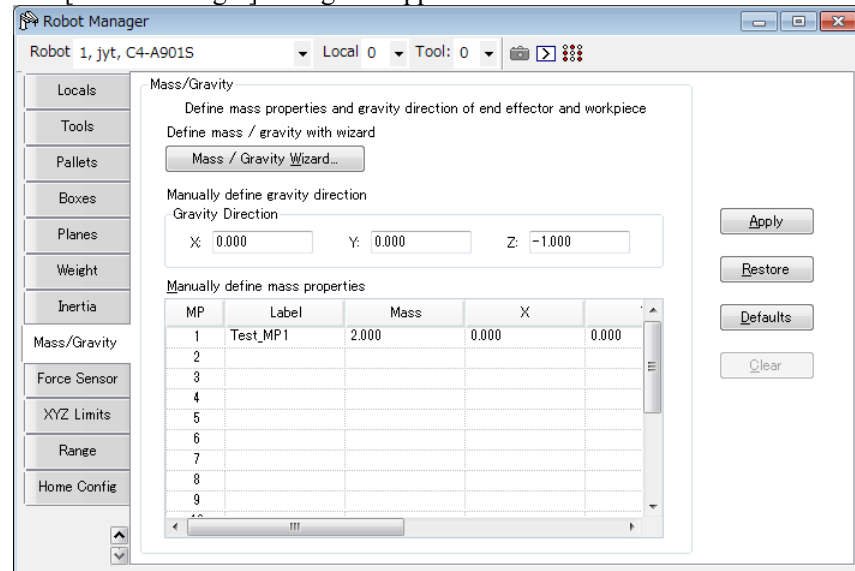 Robot Manager
Robot 1, jyt, C4-A901S Local 0 Tool: 0
Locals
Tools
Pallets
Boxes
Planes
Weight
Inertia
Mass/Gravity
Force Sensor
XYZ Limits
Range
Home Config
Mass/Gravity
Define mass properties and gravity direction of end effector and workpiece
Define mass / gravity with wizard
Mass / Gravity Wizard...
Manually define gravity direction
Gravity Direction
X: 0.000 Y: 0.000 Z: -1.000
Manually define mass properties
MP Label Mass X
1 Test_MP1 2.000 0.000 0.000
2
3
4
5
6
7
8
9
Apply
Restore
Defaults
Clear